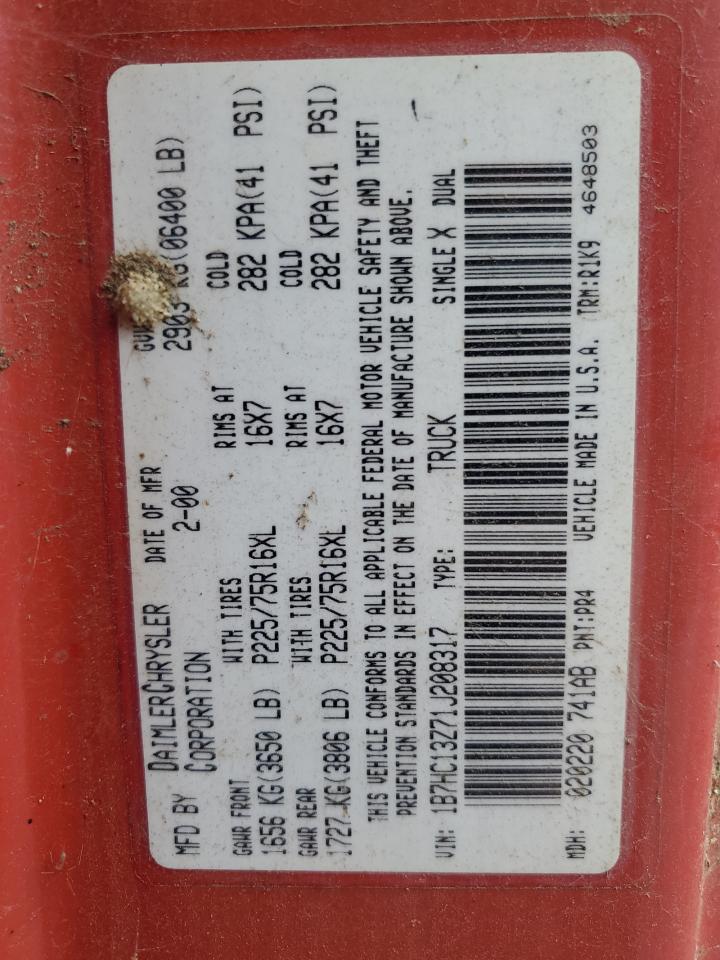 MFD BY DAIMLERCHRYSLER CORPORATION
DATE OF MFR 2-00
2903 KG(06400 LB)
GAWR FRONT WITH TIRES RIMS AT COLD
1656 KG(3650 LB) P225/75R16XL 16X7 282 KPA(41 PSI)
GAWR REAR WITH TIRES RIMS AT COLD
1727 KG(3806 LB) P225/75R16XL 16X7 282 KPA(41 PSI)
THIS VEHICLE CONFORMS TO ALL APPLICABLE FEDERAL MOTOR VEHICLE SAFETY AND THEFT
PREVENTION STANDARDS IN EFFECT ON THE DATE OF MANUFACTURE SHOWN ABOVE.
VIN: 1B7HC13Z71J208317 TYPE: TRUCK SINGLE X DUAL
MDH: 020220 741AB PNT:PR4 VEHICLE MADE IN U.S.A. TRM:R1K9 4648503